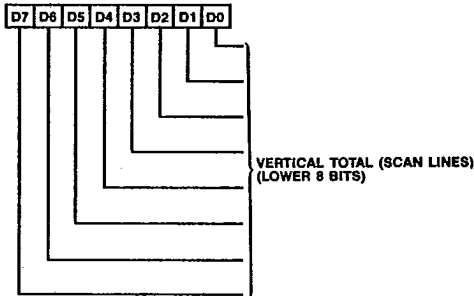 D7 D6 D5 D4 D3 D2 D1 D0
VERTICAL TOTAL (SCAN LINES)
(LOWER 8 BITS)